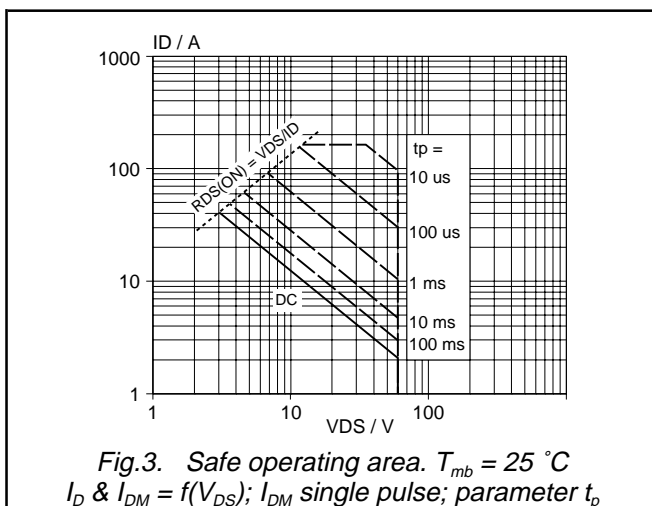 ID / A
1000
100
10
1
RDS(ON) = VDS/ID
tp =
10 us
100 us
1 ms
10 ms
100 ms
DC
1
10
100
VDS / V
Fig.3. Safe operating area. Tmb = 25 ˚C
ID & IDM = f(VDS); IDM single pulse; parameter tp